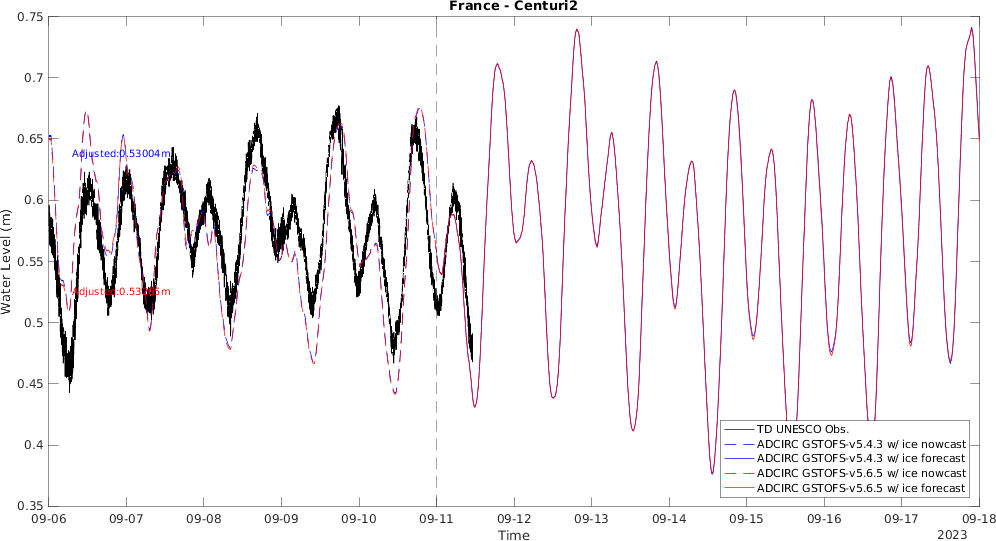 France - Centuri2
0.75
0.7
0.65
0.6
0.55
0.5
0.45
0.4
0.35
Water Level (m)
Adjusted:0.53004m
TD UNESCO Obs.
ADCIRC GSTOFS-v5.4.3 w/ ice nowcast
ADCIRC GSTOFS-v5.4.3 w/ ice forecast
ADCIRC GSTOFS-v5.6.5 w/ ice nowcast
ADCIRC GSTOFS-v5.6.5 w/ ice forecast
09-06 09-07 09-08 09-09 09-10 09-11 09-12 09-13 09-14 09-15 09-16 09-17 09-18
Time
2023